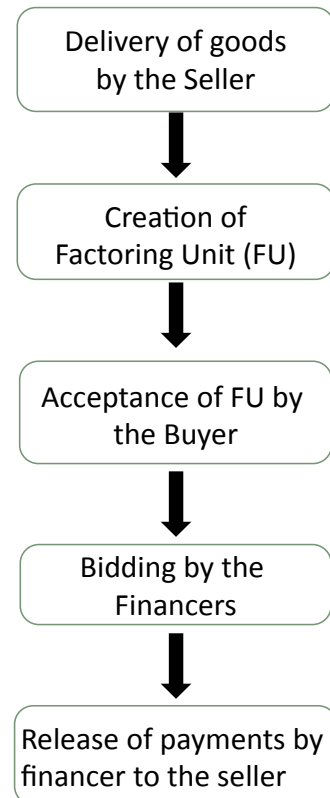 Delivery of goods
by the Seller
Creation of
Factoring Unit (FU)
Acceptance of FU by
the Buyer
Bidding by the
Financers
Release of payments by
financer to the seller